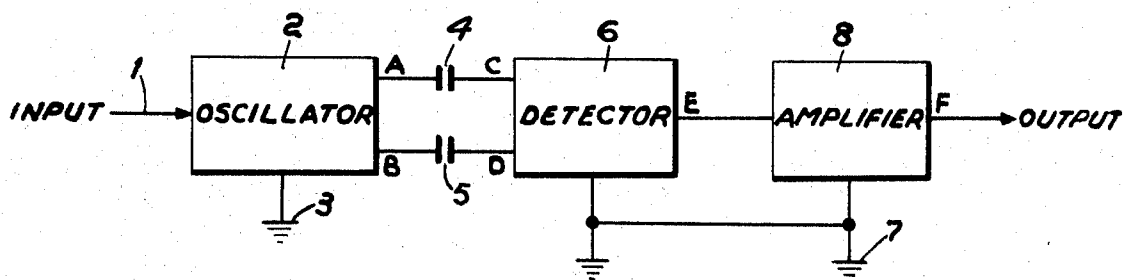 2
4
6
8
1
A
C
INPUT
OSCILLATOR
DETECTOR
E
AMPLIFIER
F
OUTPUT
B
D
5
3
7